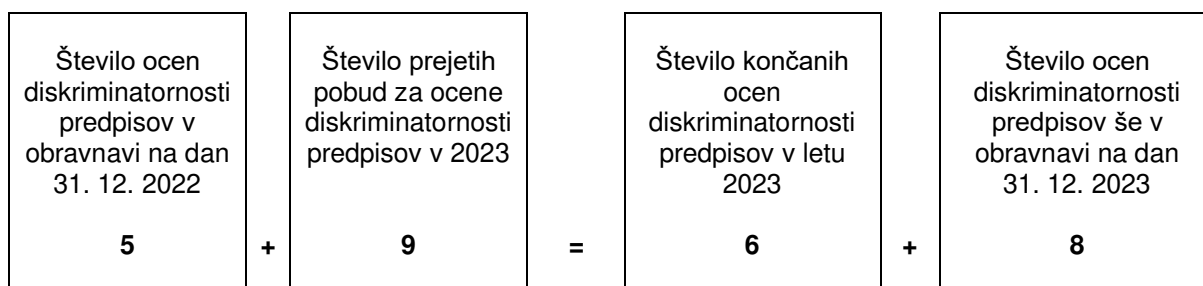 Število ocen
diskriminatornosti
predpisov v
obravnavi na dan
31. 12. 2022
5
+
Število prejetih
pobud za ocene
diskriminatornosti
predpisov v 2023
9
=
Število končanih
ocen
diskriminatornosti
predpisov v letu
2023
6
+
Število ocen
diskriminatornosti
predpisov še v
obravnavi na dan
31. 12. 2023
8